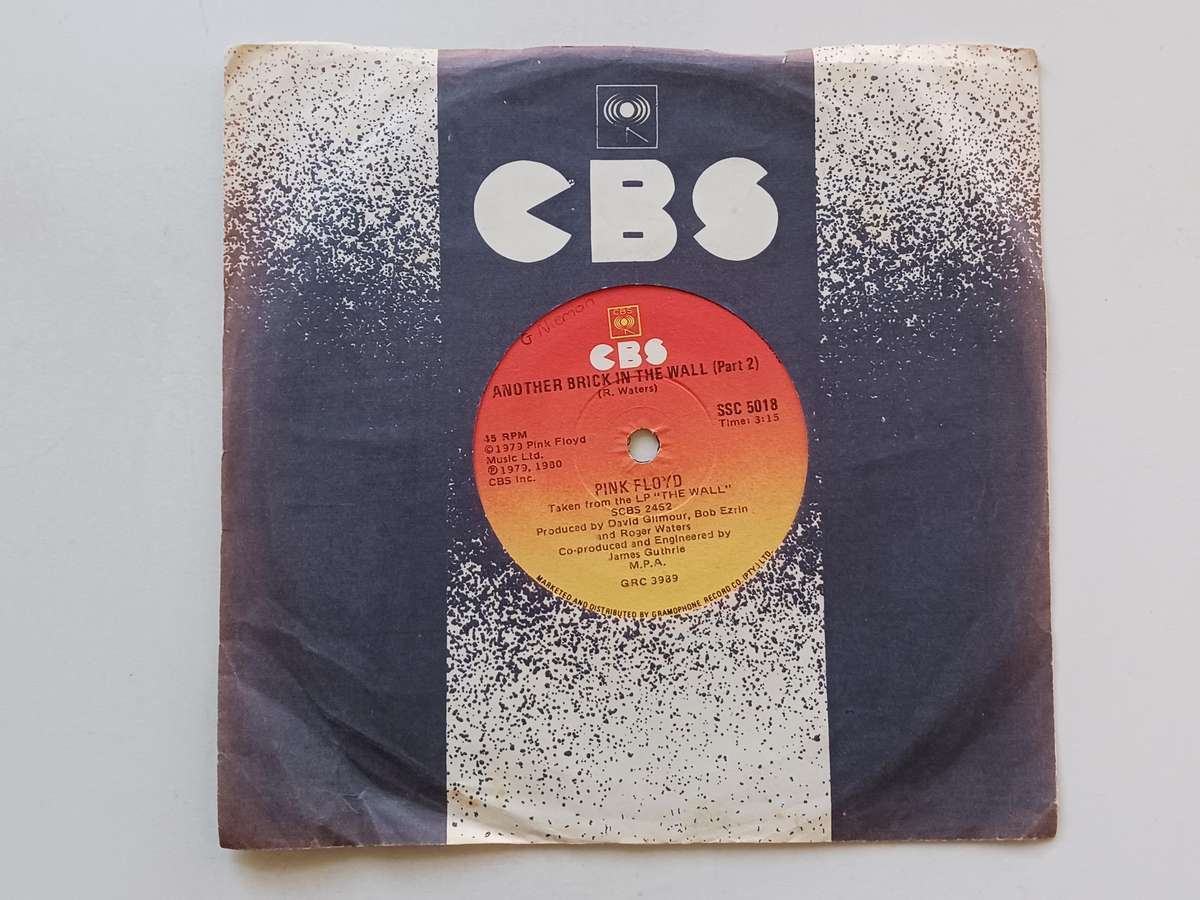 CBS
CBS
CBS
ANOTHER BRICK IN THE WALL (Part 2)
(R. Waters)
SSC 5018
Time: 3:15
45 RPM
©1979 Pink Floyd
Music Ltd.
℗1979, 1980
CBS Inc.
PINK FLOYD
Taken from the LP "THE WALL"
SCBS 2452
Produced by David Gilmour, Bob Ezrin
and Roger Waters
Co-produced and Engineered by
James Guthrie
M.P.A.
GRC 3989
MARKETED AND DISTRIBUTED BY GRAMOPHONE RECORD CO (PTY.) LTD.